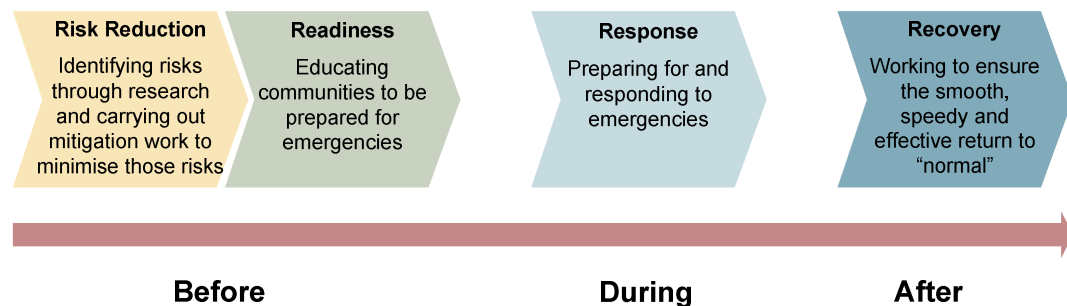 Risk Reduction
Identifying risks
through research
and carrying out
mitigation work to
minimise those risks
Readiness
Educating
communities to be
prepared for
emergencies
Response
Preparing for and
responding to
emergencies
Recovery
Working to ensure
the smooth,
speedy and
effective return to
“normal”
Before
During
After